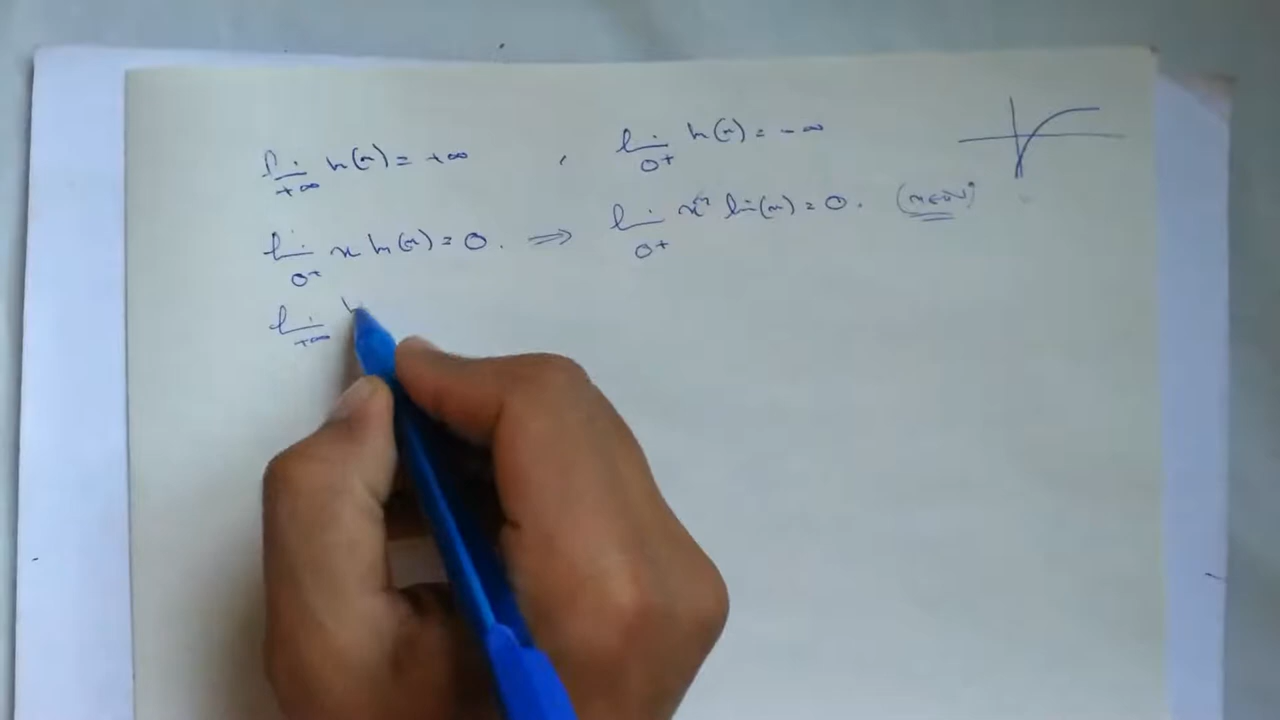 lim +∞ ln(x) = +∞ , lim 0⁺ ln(x) = -∞
lim 0⁺ x ln(x) = 0. ⟹ lim 0⁺ xⁿ ln(x) = 0. (n∈ℕ*)
lim +∞